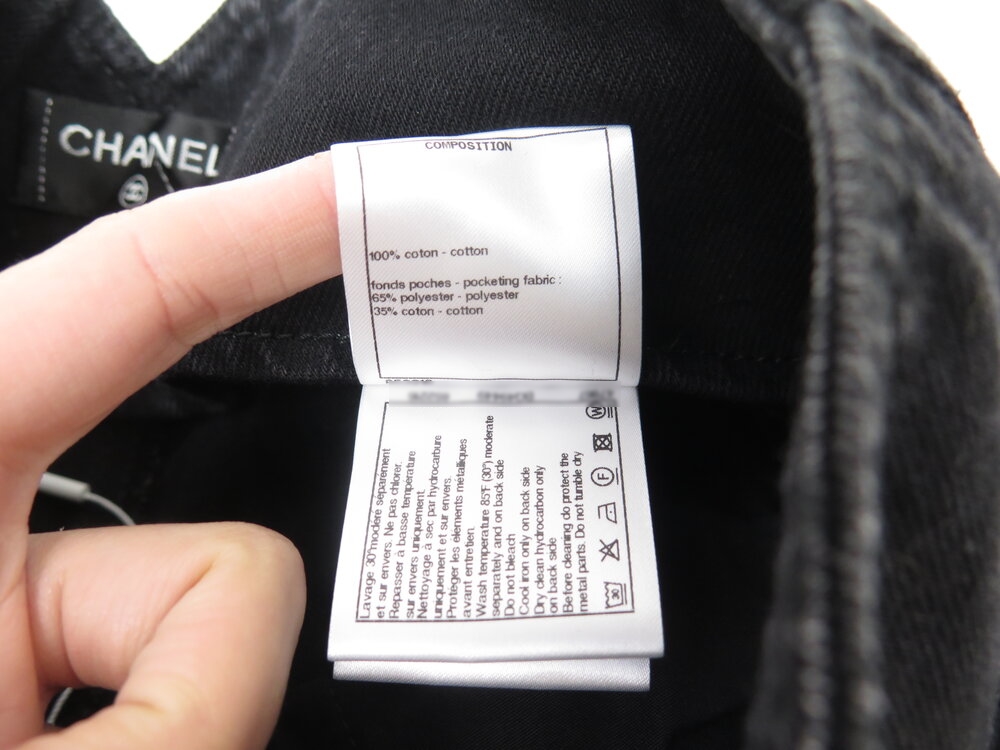 CHANEL
COMPOSITION
100% coton - cotton
fonds poches - pocketing fabric :
65% polyester - polyester
35% coton - cotton
Lavage 30°modère séparement
et sur envers. Ne pas chlorer.
Repasser à basse température
sur envers uniquement.
Nettoyage à sec par hydrocarbure
uniquement et sur envers.
Protéger les élements métalliques
avant entretien.
Wash temperature 85°F (30°) moderate
separately and on back side
Do not bleach
Cool iron only on back side
Dry clean hydrocarbon only
on back side
Before cleaning do protect the
metal parts. Do not tumble dry
30
F
W